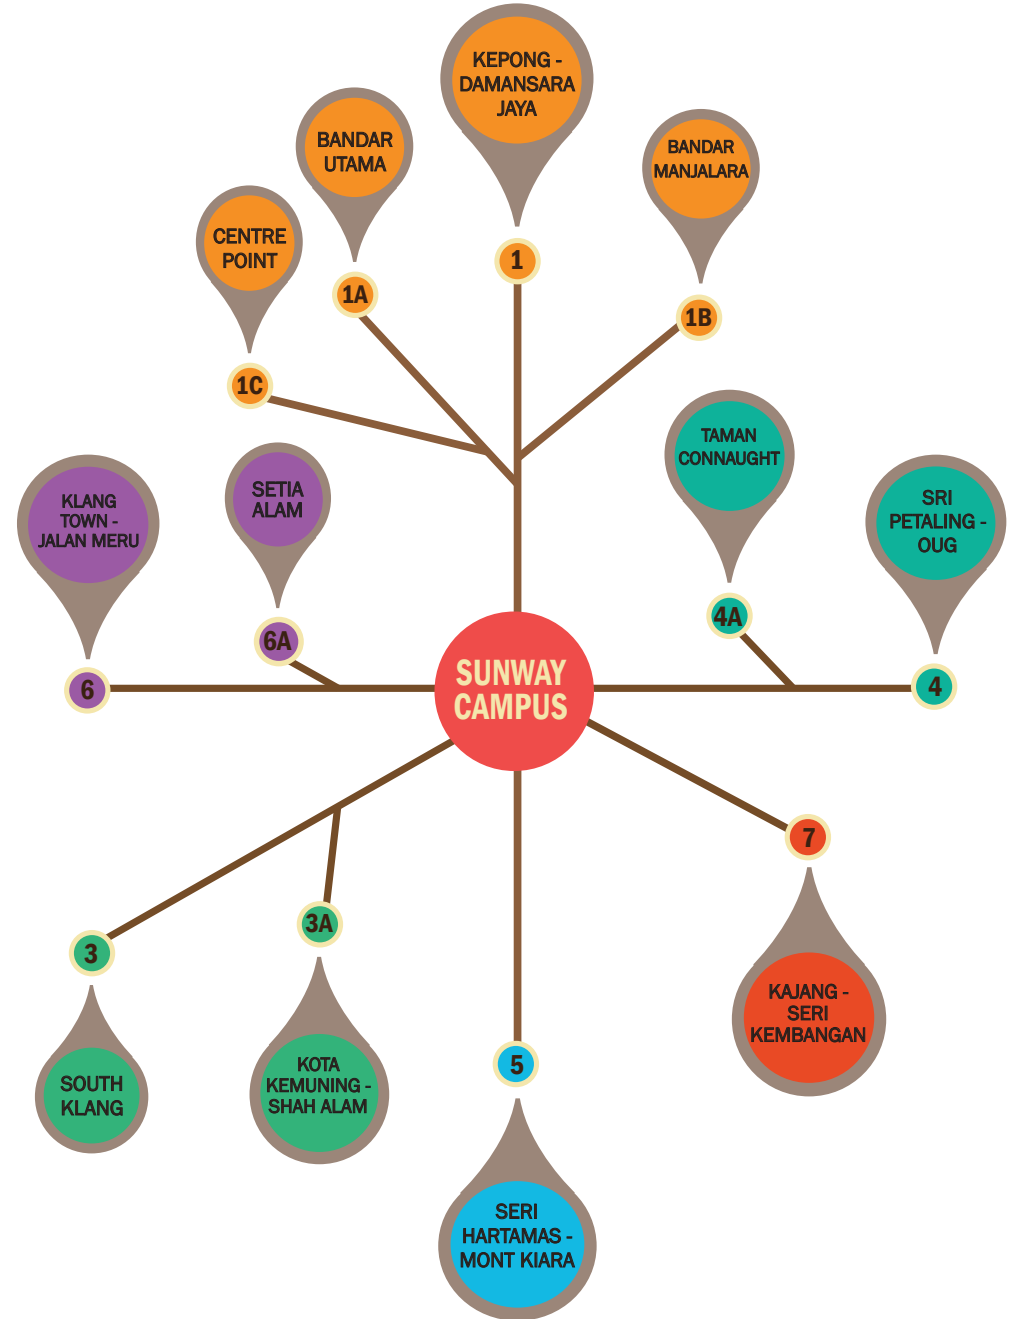 KEPONG -
DAMANSARA
JAYA
BANDAR
UTAMA
BANDAR
MANJALARA
CENTRE
POINT
1
1A
1B
1C
TAMAN
CONNAUGHT
SETIA
ALAM
KLANG
TOWN -
JALAN MERU
SRI
PETALING -
OUG
4A
6A
SUNWAY
CAMPUS
6
4
7
3A
3
KAJANG -
SERI
KEMBANGAN
5
KOTA
KEMUNING -
SHAH ALAM
SOUTH
KLANG
SERI
HARTAMAS -
MONT KIARA